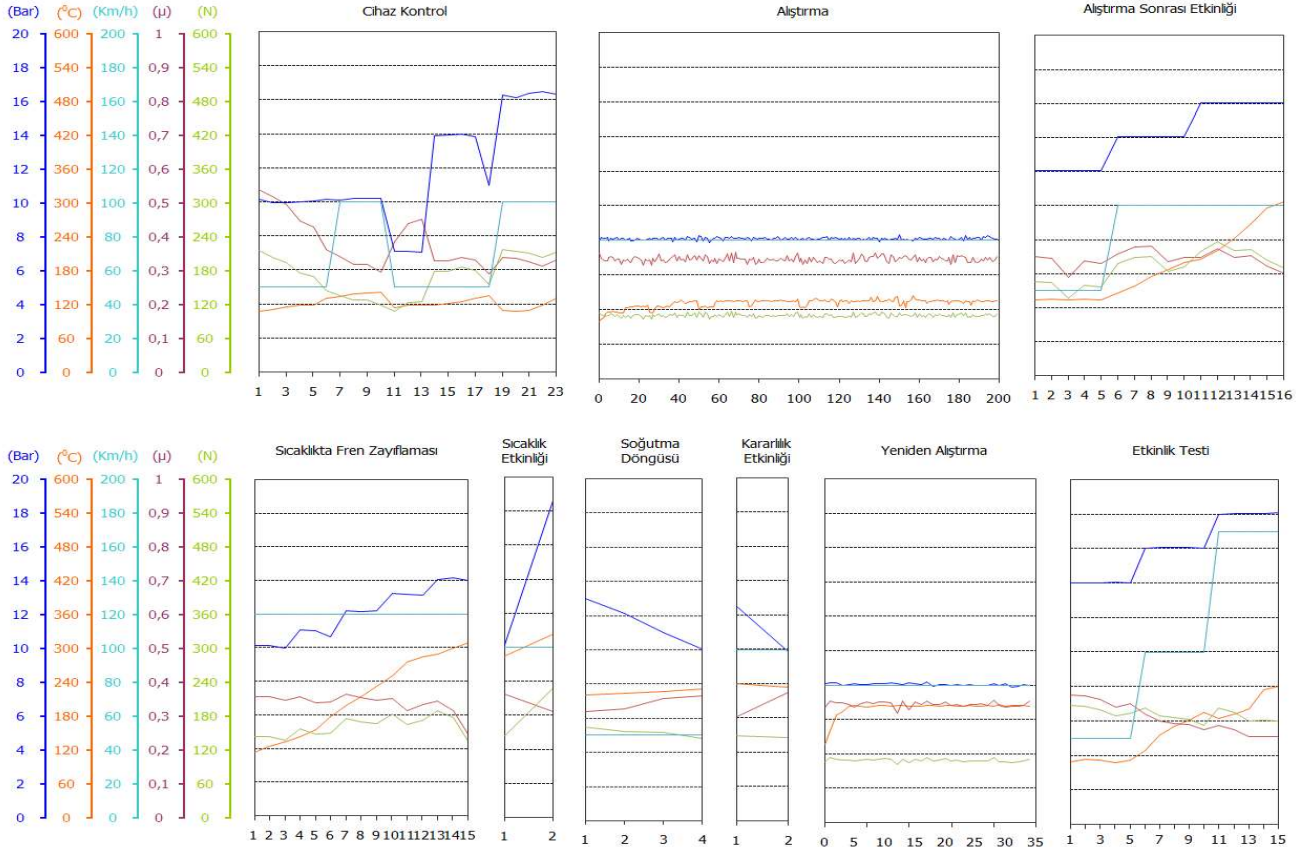 (Bar) (⁰C) (Km/h) (µ) (N) Cihaz Kontrol Alıştırma Alıştırma Sonrası Etkinliği
20 600 200 1 600
18 540 180 0,9 540
16 480 160 0,8 480
14 420 140 0,7 420
12 360 120 0,6 360
10 300 100 0,5 300
8 240 80 0,4 240
6 180 60 0,3 180
4 120 40 0,2 120
2 60 20 0,1 60
0 0 0 0 0
1 3 5 7 9 11 13 15 17 19 21 23
0 20 40 60 80 100 120 140 160 180 200
1 2 3 4 5 6 7 8 9 10 11 12 13 14 15 16
(Bar) (⁰C) (Km/h) (µ) (N) Sıcaklıkta Fren Zayıflaması
Sıcaklık
Etkinliği
Soğutma
Döngüsü
Kararlılık
Etkinliği
Yeniden Alıştırma
Etkinlik Testi
20 600 200 1 600
18 540 180 0,9 540
16 480 160 0,8 480
14 420 140 0,7 420
12 360 120 0,6 360
10 300 100 0,5 300
8 240 80 0,4 240
6 180 60 0,3 180
4 120 40 0,2 120
2 60 20 0,1 60
0 0 0 0 0
1 2 3 4 5 6 7 8 9 10 11 12 13 14 15
1 2
1 2 3 4
1 2
0 5 10 15 20 25 30 35
1 3 5 7 9 11 13 15